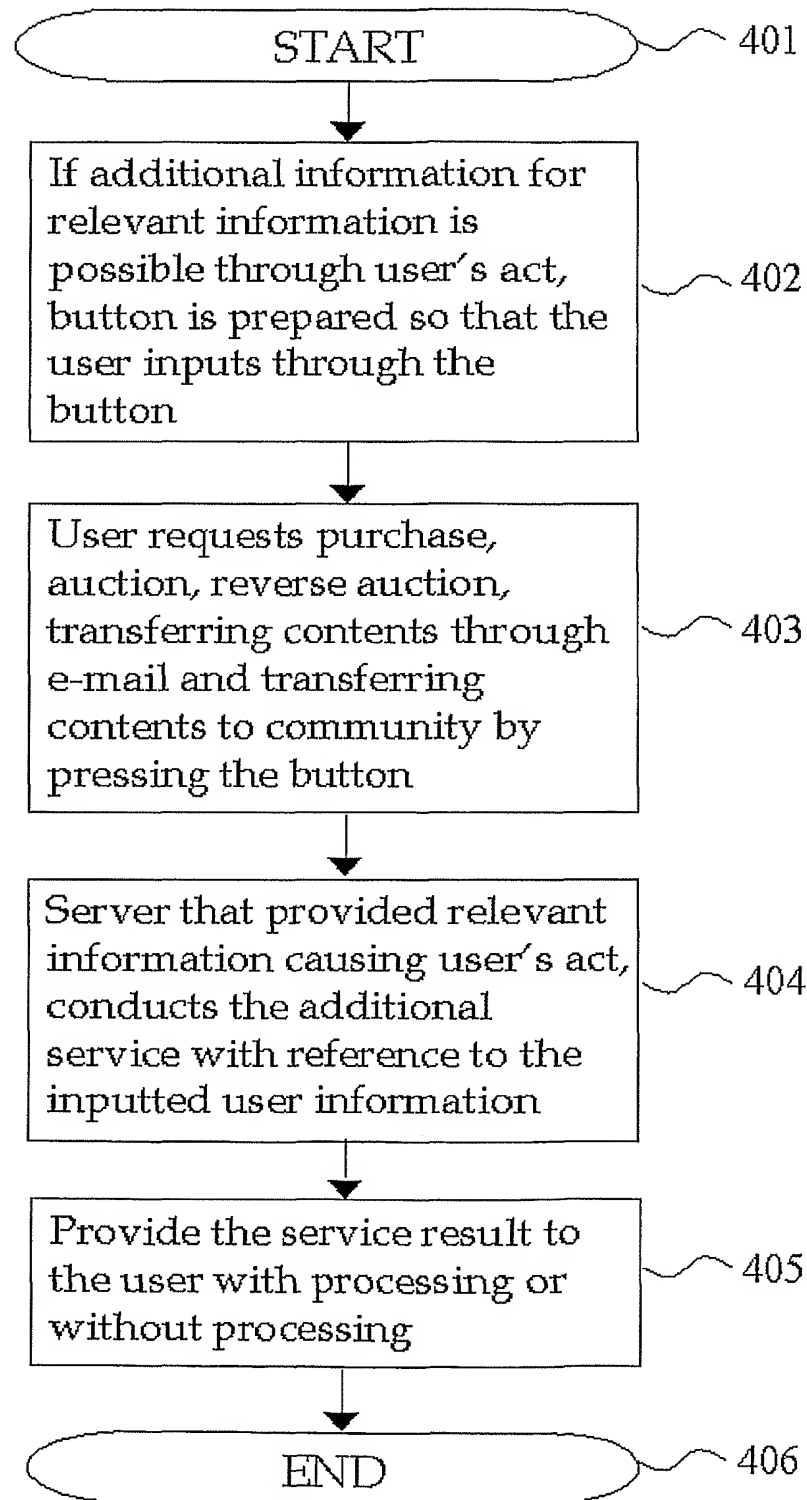 START
401
If additional information for
relevant information is
possible through user's act,
button is prepared so that the
user inputs through the
button
402
User requests purchase,
auction, reverse auction,
transferring contents through
e-mail and transferring
contents to community by
pressing the button
403
Server that provided relevant
information causing user's act,
conducts the additional
service with reference to the
inputted user information
404
Provide the service result to
the user with processing or
without processing
405
END
406